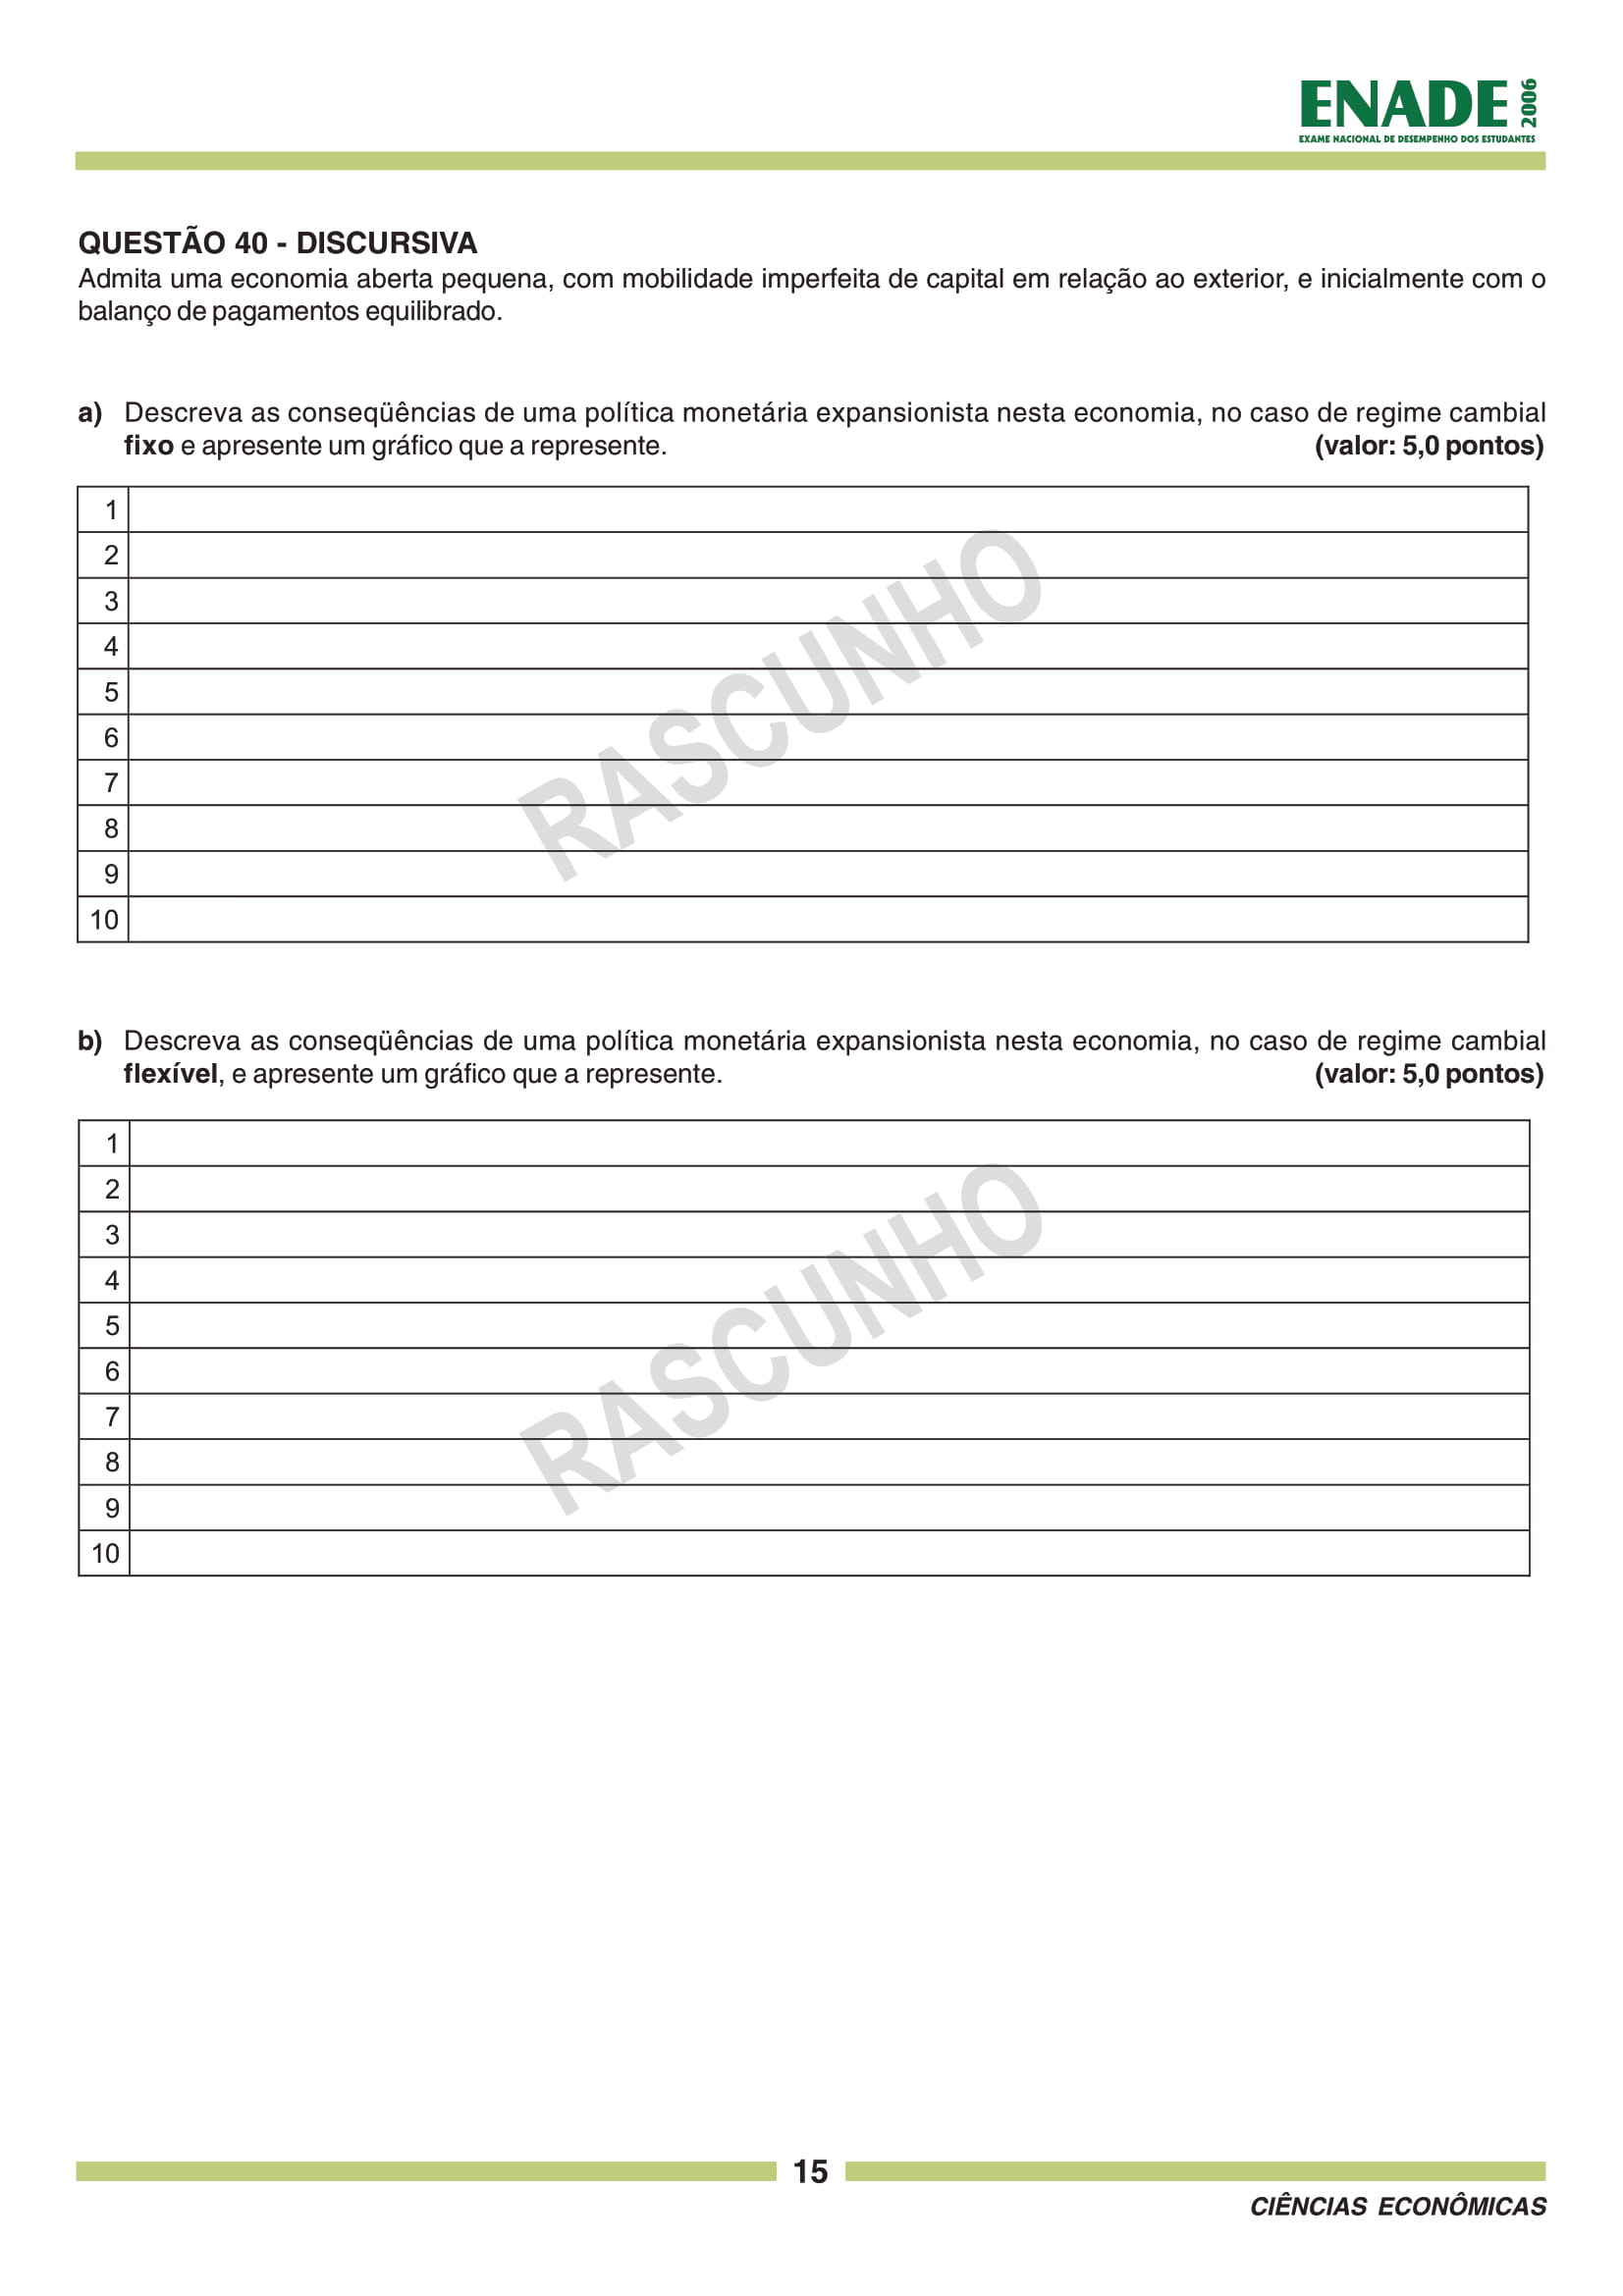 ENADE 2006
EXAME NACIONAL DE DESEMPENHO DOS ESTUDANTES
QUESTÃO 40 - DISCURSIVA
Admita uma economia aberta pequena, com mobilidade imperfeita de capital em relação ao exterior, e inicialmente com o
balanço de pagamentos equilibrado.
a) Descreva as conseqüências de uma política monetária expansionista nesta economia, no caso de regime cambial
fixo e apresente um gráfico que a represente. (valor: 5,0 pontos)
1
2
3
4
5
6
7
8
9
10
RASCUNHO
b) Descreva as conseqüências de uma política monetária expansionista nesta economia, no caso de regime cambial
flexível, e apresente um gráfico que a represente. (valor: 5,0 pontos)
1
2
3
4
5
6
7
8
9
10
RASCUNHO
15
CIÊNCIAS ECONÔMICAS